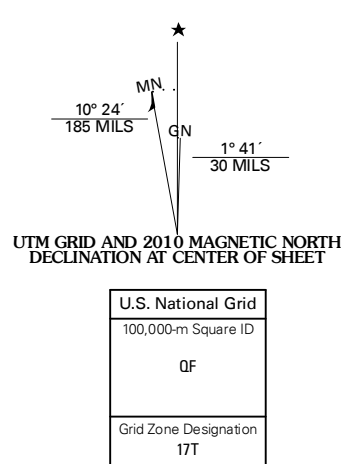 MN
10° 24´
185 MILS
GN
1° 41´
30 MILS
UTM GRID AND 2010 MAGNETIC NORTH
DECLINATION AT CENTER OF SHEET
U.S. National Grid
100,000-m Square ID
QF
Grid Zone Designation
17T